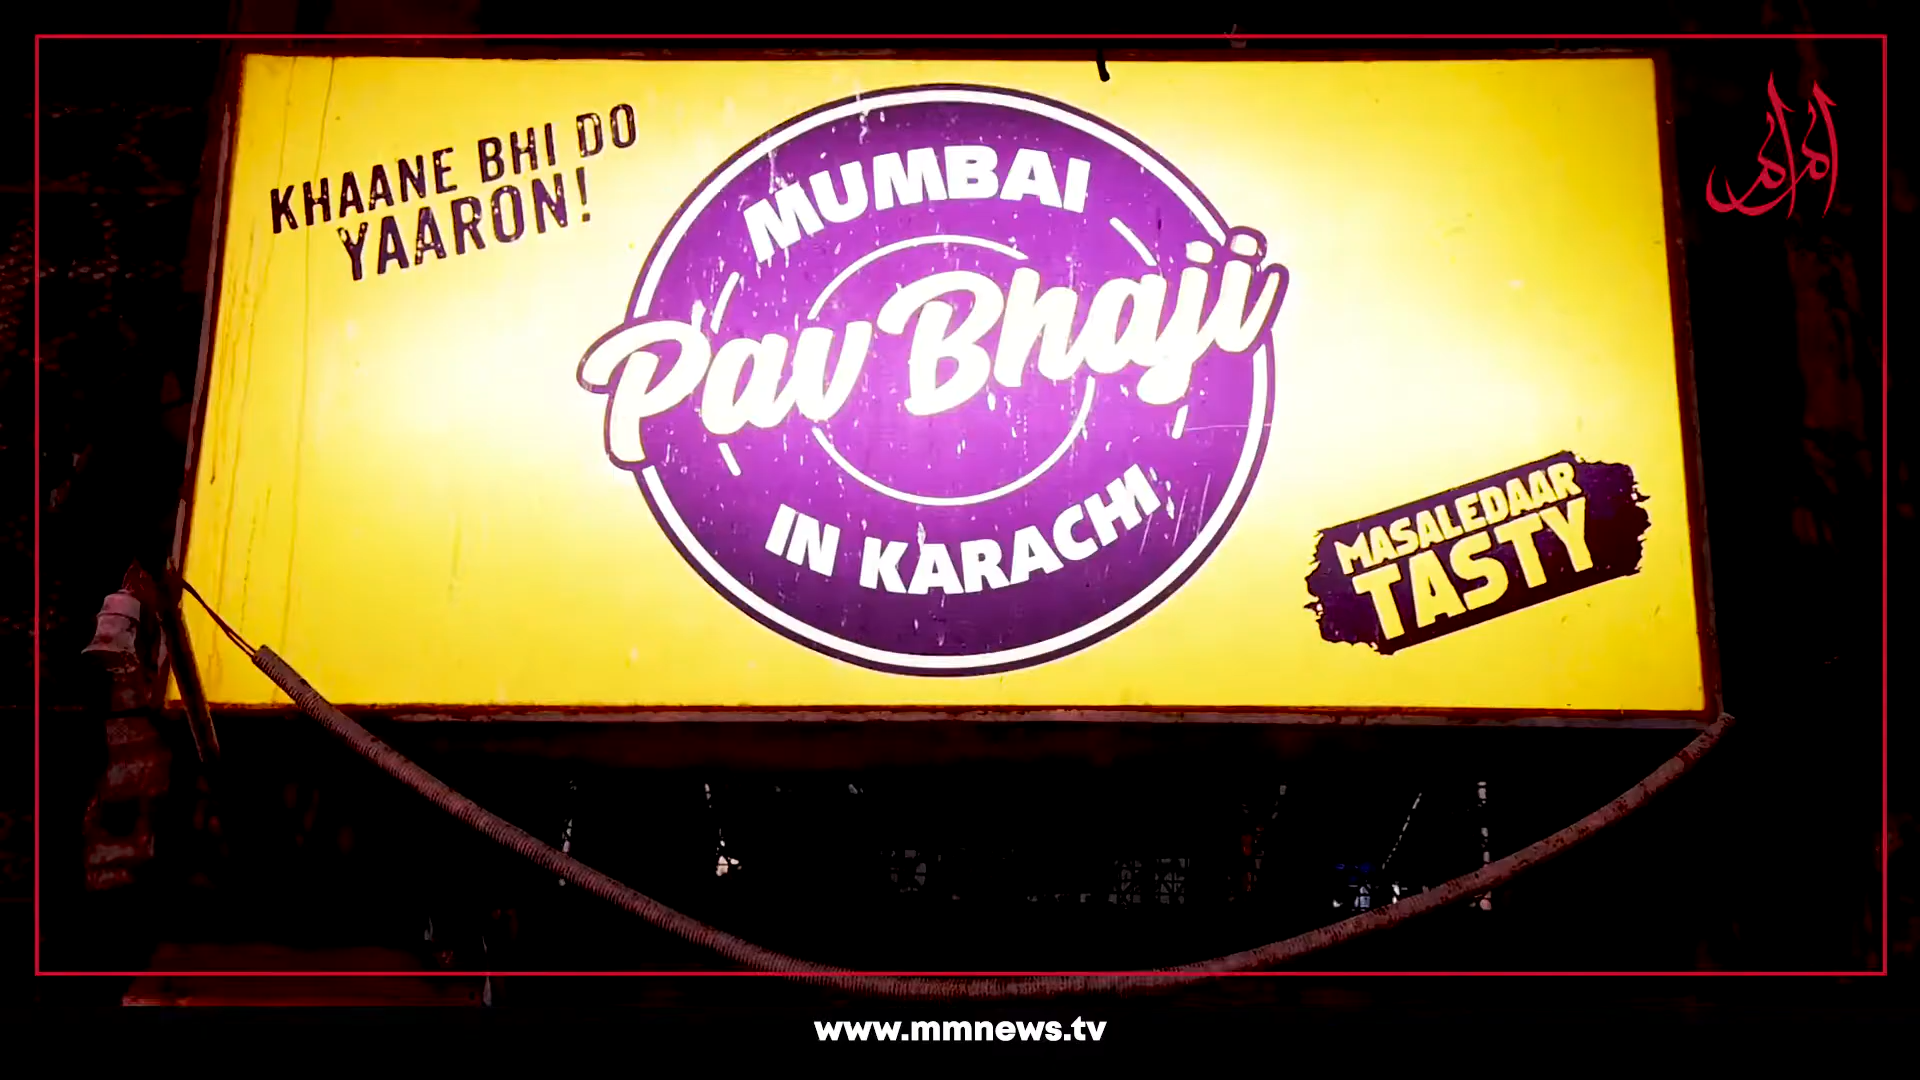 KHAANE BHI DO
YAARON!
MUMBAI
Pav Bhaji
IN KARACHI
MASALEDAAR
TASTY
www.mmnews.tv